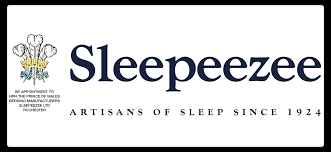 Sleepeezee
ARTISANS OF SLEEP SINCE 1924
BY APPOINTMENT TO
HRH THE PRINCE OF WALES
BEDDING MANUFACTURERS
SLEEPEEZEE LTD
ROCHESTER